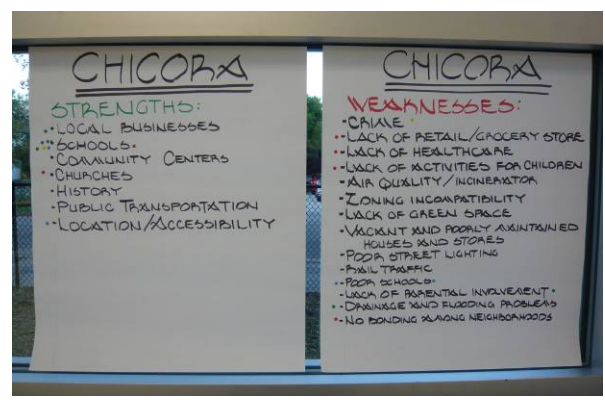 CHICORA
STRENGTHS:
- LOCAL BUSINESSES
- SCHOOLS
- COMMUNITY CENTERS
- CHURCHES
- HISTORY
- PUBLIC TRANSPORTATION
- LOCATION/ACCESSIBILITY
CHICORA
WEAKNESSES:
- CRIME
- LACK OF RETAIL/GROCERY STORE
- LACK OF HEALTHCARE
- LACK OF ACTIVITIES FOR CHILDREN
- AIR QUALITY/INCINERATOR
- ZONING INCOMPATIBILITY
- LACK OF GREEN SPACE
- VACANT AND POORLY MAINTAINED
HOUSES AND STORES
- POOR STREET LIGHTING
- RAIL TRAFFIC
- POOR SCHOOLS
- LACK OF PARENTAL INVOLVEMENT
- DRAINAGE AND FLOODING PROBLEMS
- NO BONDING AMONG NEIGHBORHOODS